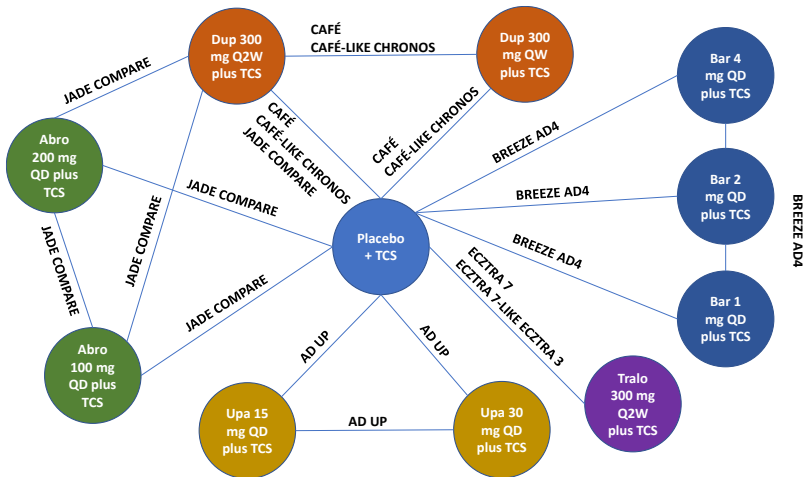 Dup 300
mg Q2W
plus TCS
CAFÉ
CAFÉ-LIKE CHRONOS
Dup 300
mg QW
plus TCS
Bar 4
mg QD
plus TCS
JADE COMPARE
Abro
200 mg
QD plus
TCS
CAFÉ
CAFÉ-LIKE CHRONOS
JADE COMPARE
CAFÉ
CAFÉ-LIKE CHRONOS
BREEZE AD4
JADE COMPARE
BREEZE AD4
Bar 2
mg QD
plus TCS
BREEZE AD4
JADE COMPARE
JADE COMPARE
Placebo
+ TCS
BREEZE AD4
ECZTRA 7
ECZTRA 7-LIKE ECZTRA 3
Bar 1
mg QD
plus TCS
JADE COMPARE
Abro
100 mg
QD plus
TCS
AD UP
AD UP
Tralo
300 mg
Q2W
plus TCS
Upa 15
mg QD
plus TCS
AD UP
Upa 30
mg QD
plus TCS